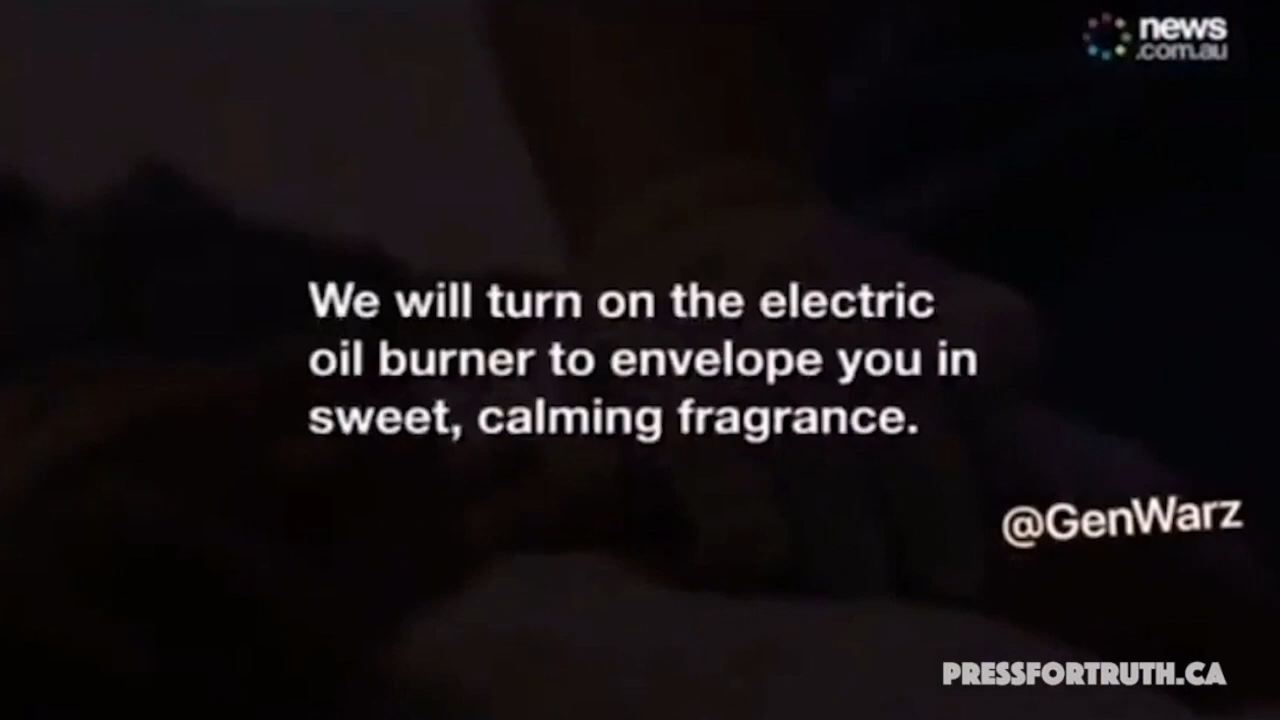 news
.com.au
We will turn on the electric
oil burner to envelope you in
sweet, calming fragrance.
@GenWarz
PRESSFORTRUTH.CA